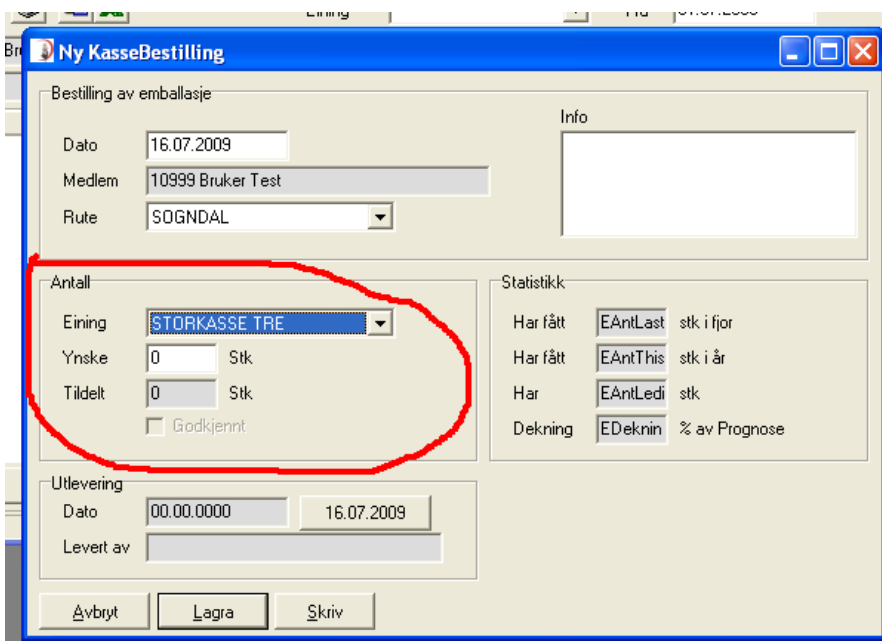 Eining
Ny KasseBestilling
Bestilling av emballasje
Info
Dato 16.07.2009
Medlem 10999 Bruker Test
Rute SOGNDAL
Antall
Eining STORKASSE TRE
Ynske 0 Stk
Tildelt 0 Stk
Godkjennt
Statistikk
Har fått EAntLast stk i fjor
Har fått EAntThis stk i år
Har EAntLedi stk
Dekning EDeknin % av Prognose
Utlevering
Dato 00.00.0000 16.07.2009
Levert av
Avbryt Lagra Skriv